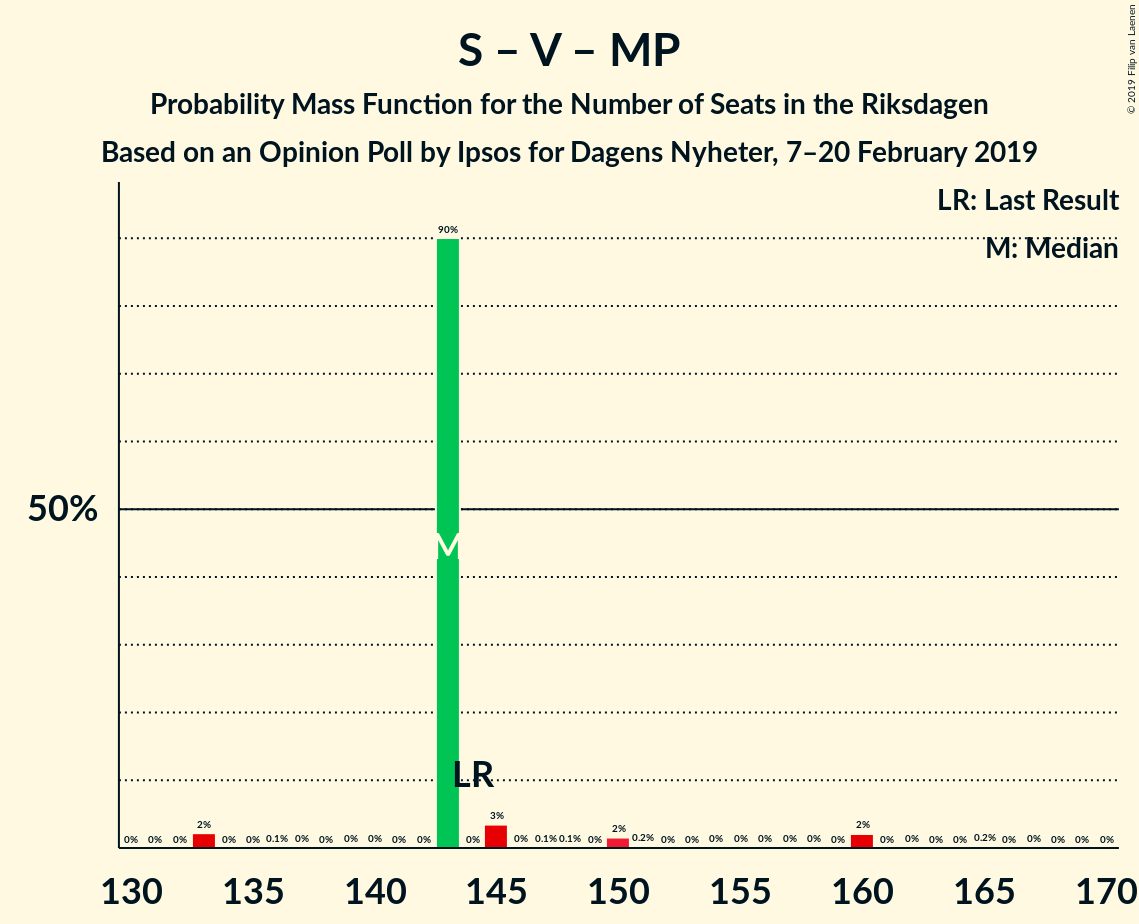 S – V – MP
Probability Mass Function for the Number of Seats in the Riksdagen
Based on an Opinion Poll by Ipsos for Dagens Nyheter, 7–20 February 2019
© 2019 Filip van Laenen
LR: Last Result
M: Median
50%
90%
M
LR
0% 0% 0% 2% 0% 0% 0.1% 0% 0% 0% 0% 0% 0% 0% 3% 0% 0.1% 0.1% 0% 2% 0.2% 0% 0% 0% 0% 0% 0% 0% 0% 2% 0% 0% 0% 0% 0.2% 0% 0% 0% 0% 0%
130 135 140 145 150 155 160 165 170